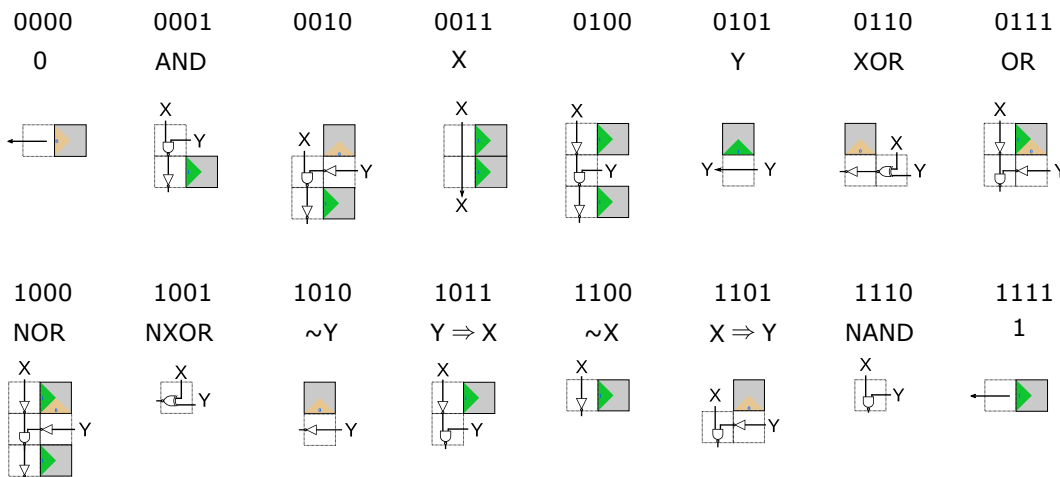 0000 0001 0010 0011 0100 0101 0110 0111
0 AND X Y XOR OR
X
Y
X
Y
X
X
X
Y
Y Y
X
Y
X
Y
1000 1001 1010 1011 1100 1101 1110 1111
NOR NXOR ~Y Y ⇒ X ~X X ⇒ Y NAND 1
X
Y
X
Y
Y
X
Y
X
X
Y
X
Y